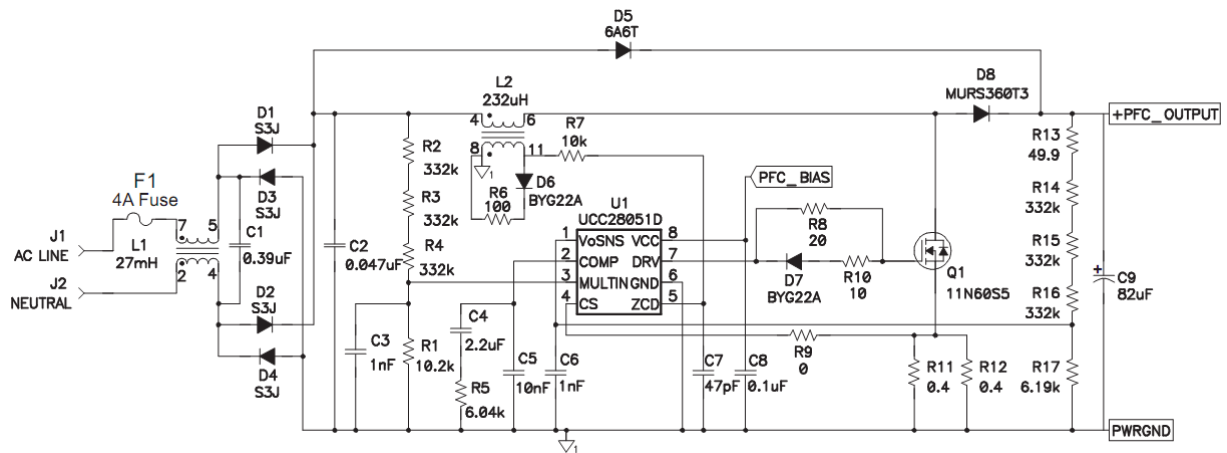 D5
6A6T
L2
232uH
D8
MURS360T3
+PFC_OUTPUT
D1
S3J
4
6
R7
10k
8
11
1
D6
BYG22A
R6
100
R2
332k
R3
332k
R4
332k
PFC_BIAS
R13
49.9
R14
332k
R15
332k
R16
332k
F1
4A Fuse
D3
S3J
J1
AC LINE
7
5
L1
27mH
2
4
C1
0.39uF
J2
NEUTRAL
C2
0.047uF
U1
UCC28051D
1
VoSNS
VCC
8
2
COMP
DRV
7
3
MULTIN
GND
6
4
CS
ZCD
5
R8
20
D7
BYG22A
R10
10
Q1
11N60S5
+
C9
82uF
D2
S3J
D4
S3J
C3
1nF
R1
10.2k
C4
2.2uF
R5
6.04k
C5
10nF
C6
1nF
C7
47pF
C8
0.1uF
R9
0
R11
0.4
R12
0.4
R17
6.19k
1
PWRGND